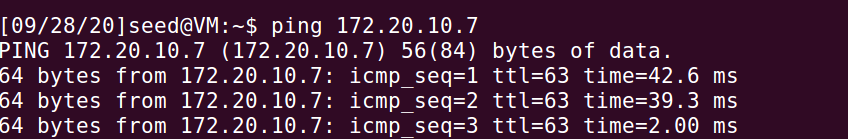 [09/28/20]seed@VM:~$ ping 172.20.10.7
PING 172.20.10.7 (172.20.10.7) 56(84) bytes of data.
64 bytes from 172.20.10.7: icmp_seq=1 ttl=63 time=42.6 ms
64 bytes from 172.20.10.7: icmp_seq=2 ttl=63 time=39.3 ms
64 bytes from 172.20.10.7: icmp_seq=3 ttl=63 time=2.00 ms